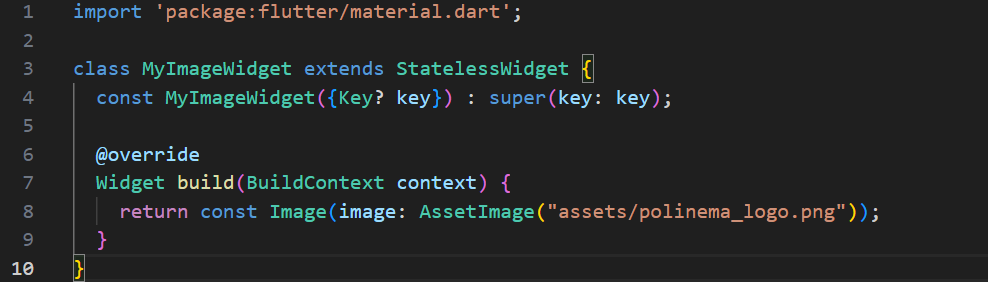 1 import 'package:flutter/material.dart';
2
3 class MyImageWidget extends StatelessWidget {
4   const MyImageWidget({Key? key}) : super(key: key);
5
6   @override
7   Widget build(BuildContext context) {
8     return const Image(image: AssetImage("assets/polinema_logo.png"));
9   }
10 }